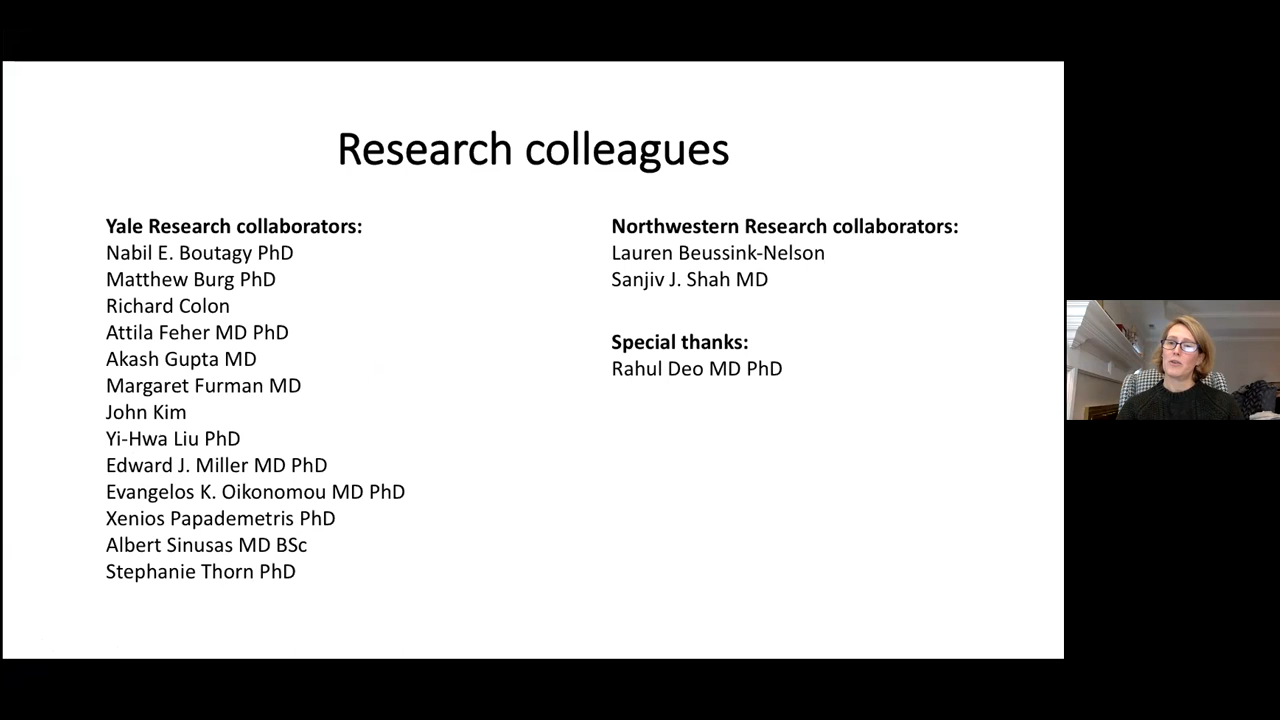 Research colleagues
Yale Research collaborators:
Nabil E. Boutagy PhD
Matthew Burg PhD
Richard Colon
Attila Feher MD PhD
Akash Gupta MD
Margaret Furman MD
John Kim
Yi-Hwa Liu PhD
Edward J. Miller MD PhD
Evangelos K. Oikonomou MD PhD
Xenios Papademetris PhD
Albert Sinusas MD BSc
Stephanie Thorn PhD
Northwestern Research collaborators:
Lauren Beussink-Nelson
Sanjiv J. Shah MD
Special thanks:
Rahul Deo MD PhD